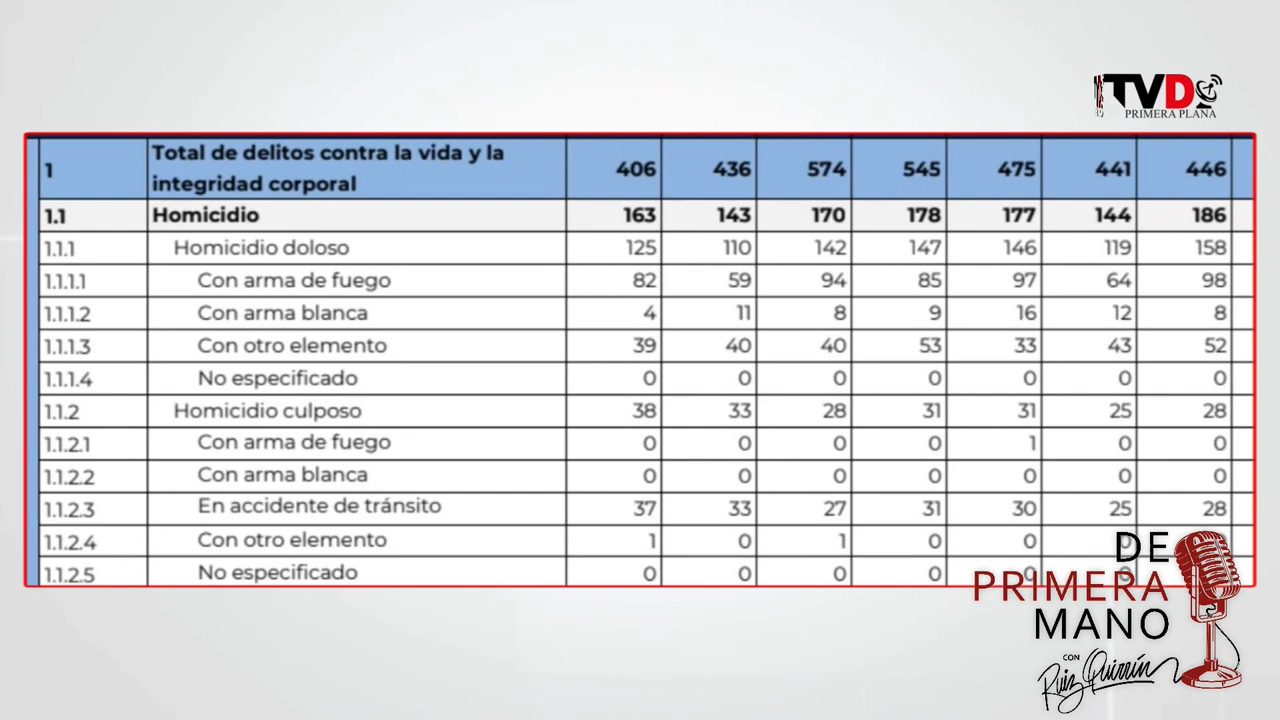 TVD
PRIMERA PLANA
1 Total de delitos contra la vida y la integridad corporal 406 436 574 545 475 441 446
1.1 Homicidio 163 143 170 178 177 144 186
1.1.1 Homicidio doloso 125 110 142 147 146 119 158
1.1.1.1 Con arma de fuego 82 59 94 85 97 64 98
1.1.1.2 Con arma blanca 4 11 8 9 16 12 8
1.1.1.3 Con otro elemento 39 40 40 53 33 43 52
1.1.1.4 No especificado 0 0 0 0 0 0 0
1.1.2 Homicidio culposo 38 33 28 31 31 25 28
1.1.2.1 Con arma de fuego 0 0 0 0 1 0 0
1.1.2.2 Con arma blanca 0 0 0 0 0 0 0
1.1.2.3 En accidente de tránsito 37 33 27 31 30 25 28
1.1.2.4 Con otro elemento 1 0 1 0 0 0
1.1.2.5 No especificado 0 0 0 0 0 0
DE
PRIMERA
MANO
CON
Ruiz Quirrín